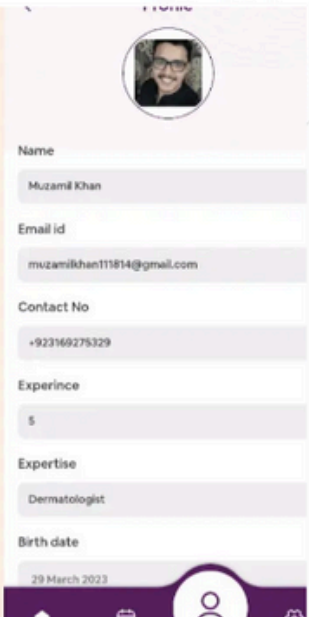 Profile
Name
Muzamil Khan
Email id
muzamilkhan111814@gmail.com
Contact No
+923169275329
Experince
5
Expertise
Dermatologist
Birth date
29 March 2023